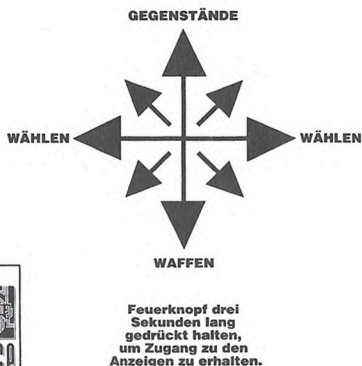 GEGENSTÄNDE
WÄHLEN
WÄHLEN
WAFFEN
Feuerknopf drei
Sekunden lang
gedrückt halten,
um Zugang zu den
Anzeigen zu erhalten.